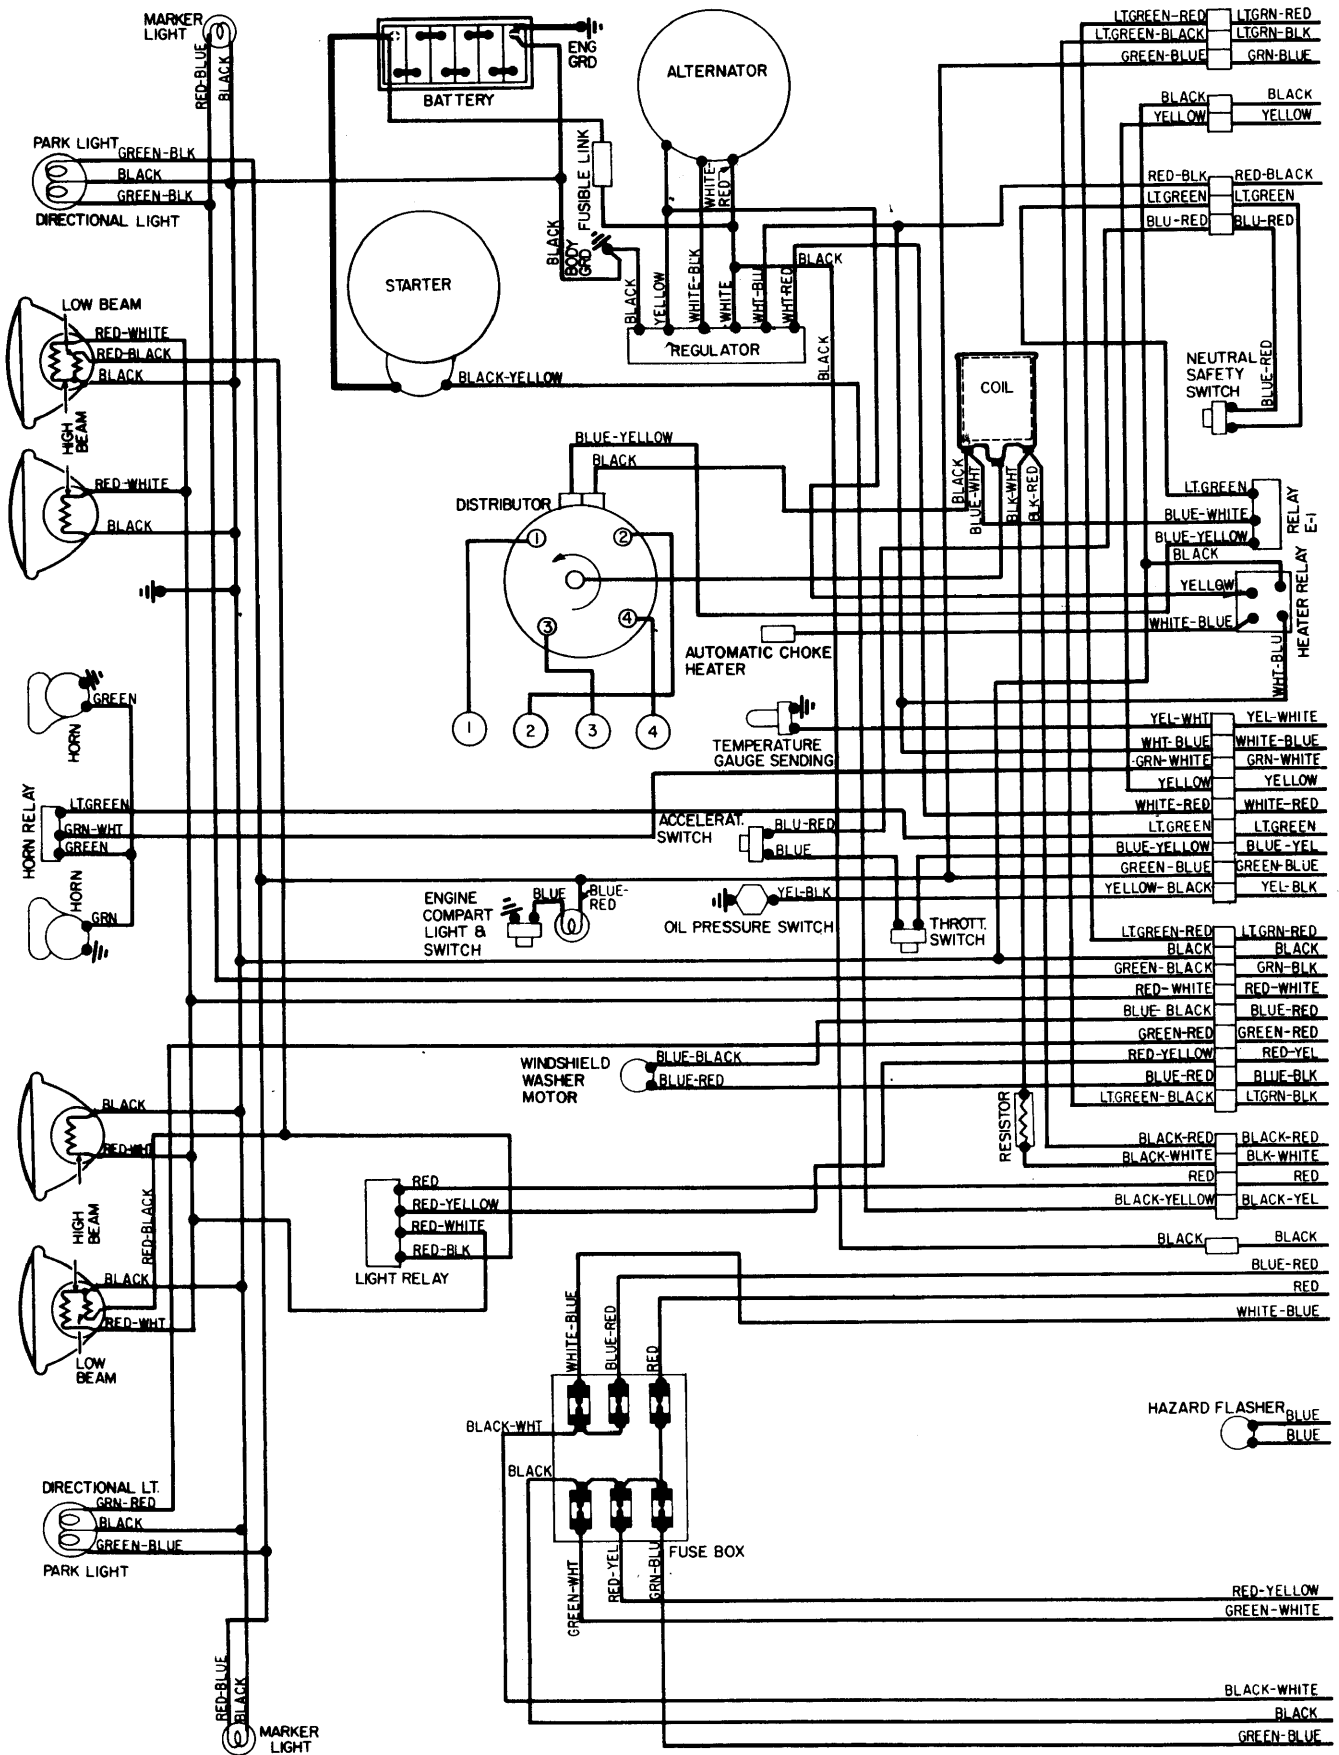 MARKER
LIGHT
RED-BLUE
BLACK
PARK LIGHT
GREEN-BLK
BLACK
GREEN-BLK
DIRECTIONAL LIGHT
BATTERY
ENG
GRD
ALTERNATOR
FUSIBLE LINK
WHITE-
RED
BLACK
BODY
GRD
STARTER
BLACK
YELLOW
WHITE-BLK
WHITE
WHT-BLU
WHT-RED
BLACK
REGULATOR
BLACK
BLACK-YELLOW
LT.GREEN-RED
LT.GRN-RED
LT.GREEN-BLACK
LT.GRN-BLK
GREEN-BLUE
GRN-BLUE
BLACK
BLACK
YELLOW
YELLOW
RED-BLK
RED-BLACK
LT.GREEN
LT.GREEN
BLU-RED
BLU-RED
NEUTRAL
SAFETY
SWITCH
BLUE-RED
COIL
BLACK
BLUE-WHT
BLK-WHT
BLK-RED
LT.GREEN
BLUE-WHITE
BLUE-YELLOW
RELAY
E-1
BLACK
YELLOW
WHITE-BLUE
WHT-BLU
HEATER RELAY
LOW BEAM
RED-WHITE
RED-BLACK
BLACK
HIGH
BEAM
RED-WHITE
BLACK
BLUE-YELLOW
BLACK
DISTRIBUTOR
1
2
3
4
1
2
3
4
AUTOMATIC CHOKE
HEATER
TEMPERATURE
GAUGE SENDING
GREEN
HORN
HORN RELAY
LT.GREEN
GRN-WHT
GREEN
HORN
GRN
ACCELERAT.
SWITCH
BLU-RED
BLUE
ENGINE
COMPART
LIGHT &
SWITCH
BLUE
BLUE-
RED
YEL-BLK
OIL PRESSURE SWITCH
THROTT.
SWITCH
YEL-WHT
YEL-WHITE
WHT-BLUE
WHITE-BLUE
GRN-WHITE
GRN-WHITE
YELLOW
YELLOW
WHITE-RED
WHITE-RED
LT.GREEN
LT.GREEN
BLUE-YELLOW
BLUE-YEL
GREEN-BLUE
GREEN-BLUE
YELLOW-BLACK
YEL-BLK
LT.GREEN-RED
LT.GRN-RED
BLACK
BLACK
GREEN-BLACK
GRN-BLK
RED-WHITE
RED-WHITE
BLUE-BLACK
BLUE-RED
GREEN-RED
GREEN-RED
RED-YELLOW
RED-YEL
BLUE-RED
BLUE-BLK
LT.GREEN-BLACK
LT.GRN-BLK
WINDSHIELD
WASHER
MOTOR
BLUE-BLACK
BLUE-RED
RESISTOR
BLACK-RED
BLACK-RED
BLACK-WHITE
BLK-WHITE
RED
RED
BLACK-YELLOW
BLACK-YEL
BLACK
BLACK
BLUE-RED
RED
WHITE-BLUE
BLACK
RED-WHT
RED-BLACK
HIGH
BEAM
BLACK
RED-WHT
LOW
BEAM
RED
RED-YELLOW
RED-WHITE
RED-BLK
LIGHT RELAY
WHITE-BLUE
BLUE-RED
RED
BLACK-WHT
BLACK
FUSE BOX
GREEN-WHT
RED-YEL
GRN-BLU
HAZARD FLASHER
BLUE
BLUE
DIRECTIONAL LT.
GRN-RED
BLACK
GREEN-BLUE
PARK LIGHT
RED-YELLOW
GREEN-WHITE
RED-BLUE
BLACK
MARKER
LIGHT
BLACK-WHITE
BLACK
GREEN-BLUE